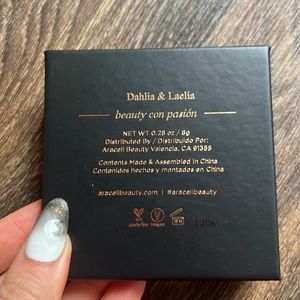 Dahlia & Laelia
beauty con pasión
NET WT 0.28 oz / 8g
Distributed By / Distribuido Por:
Araceli Beauty Valencia, CA 91355
Contents Made & Assembled in China
Contenidos hechos y montados en China
aracelibeauty.com | #aracelibeauty
cruelty free vegan
1206